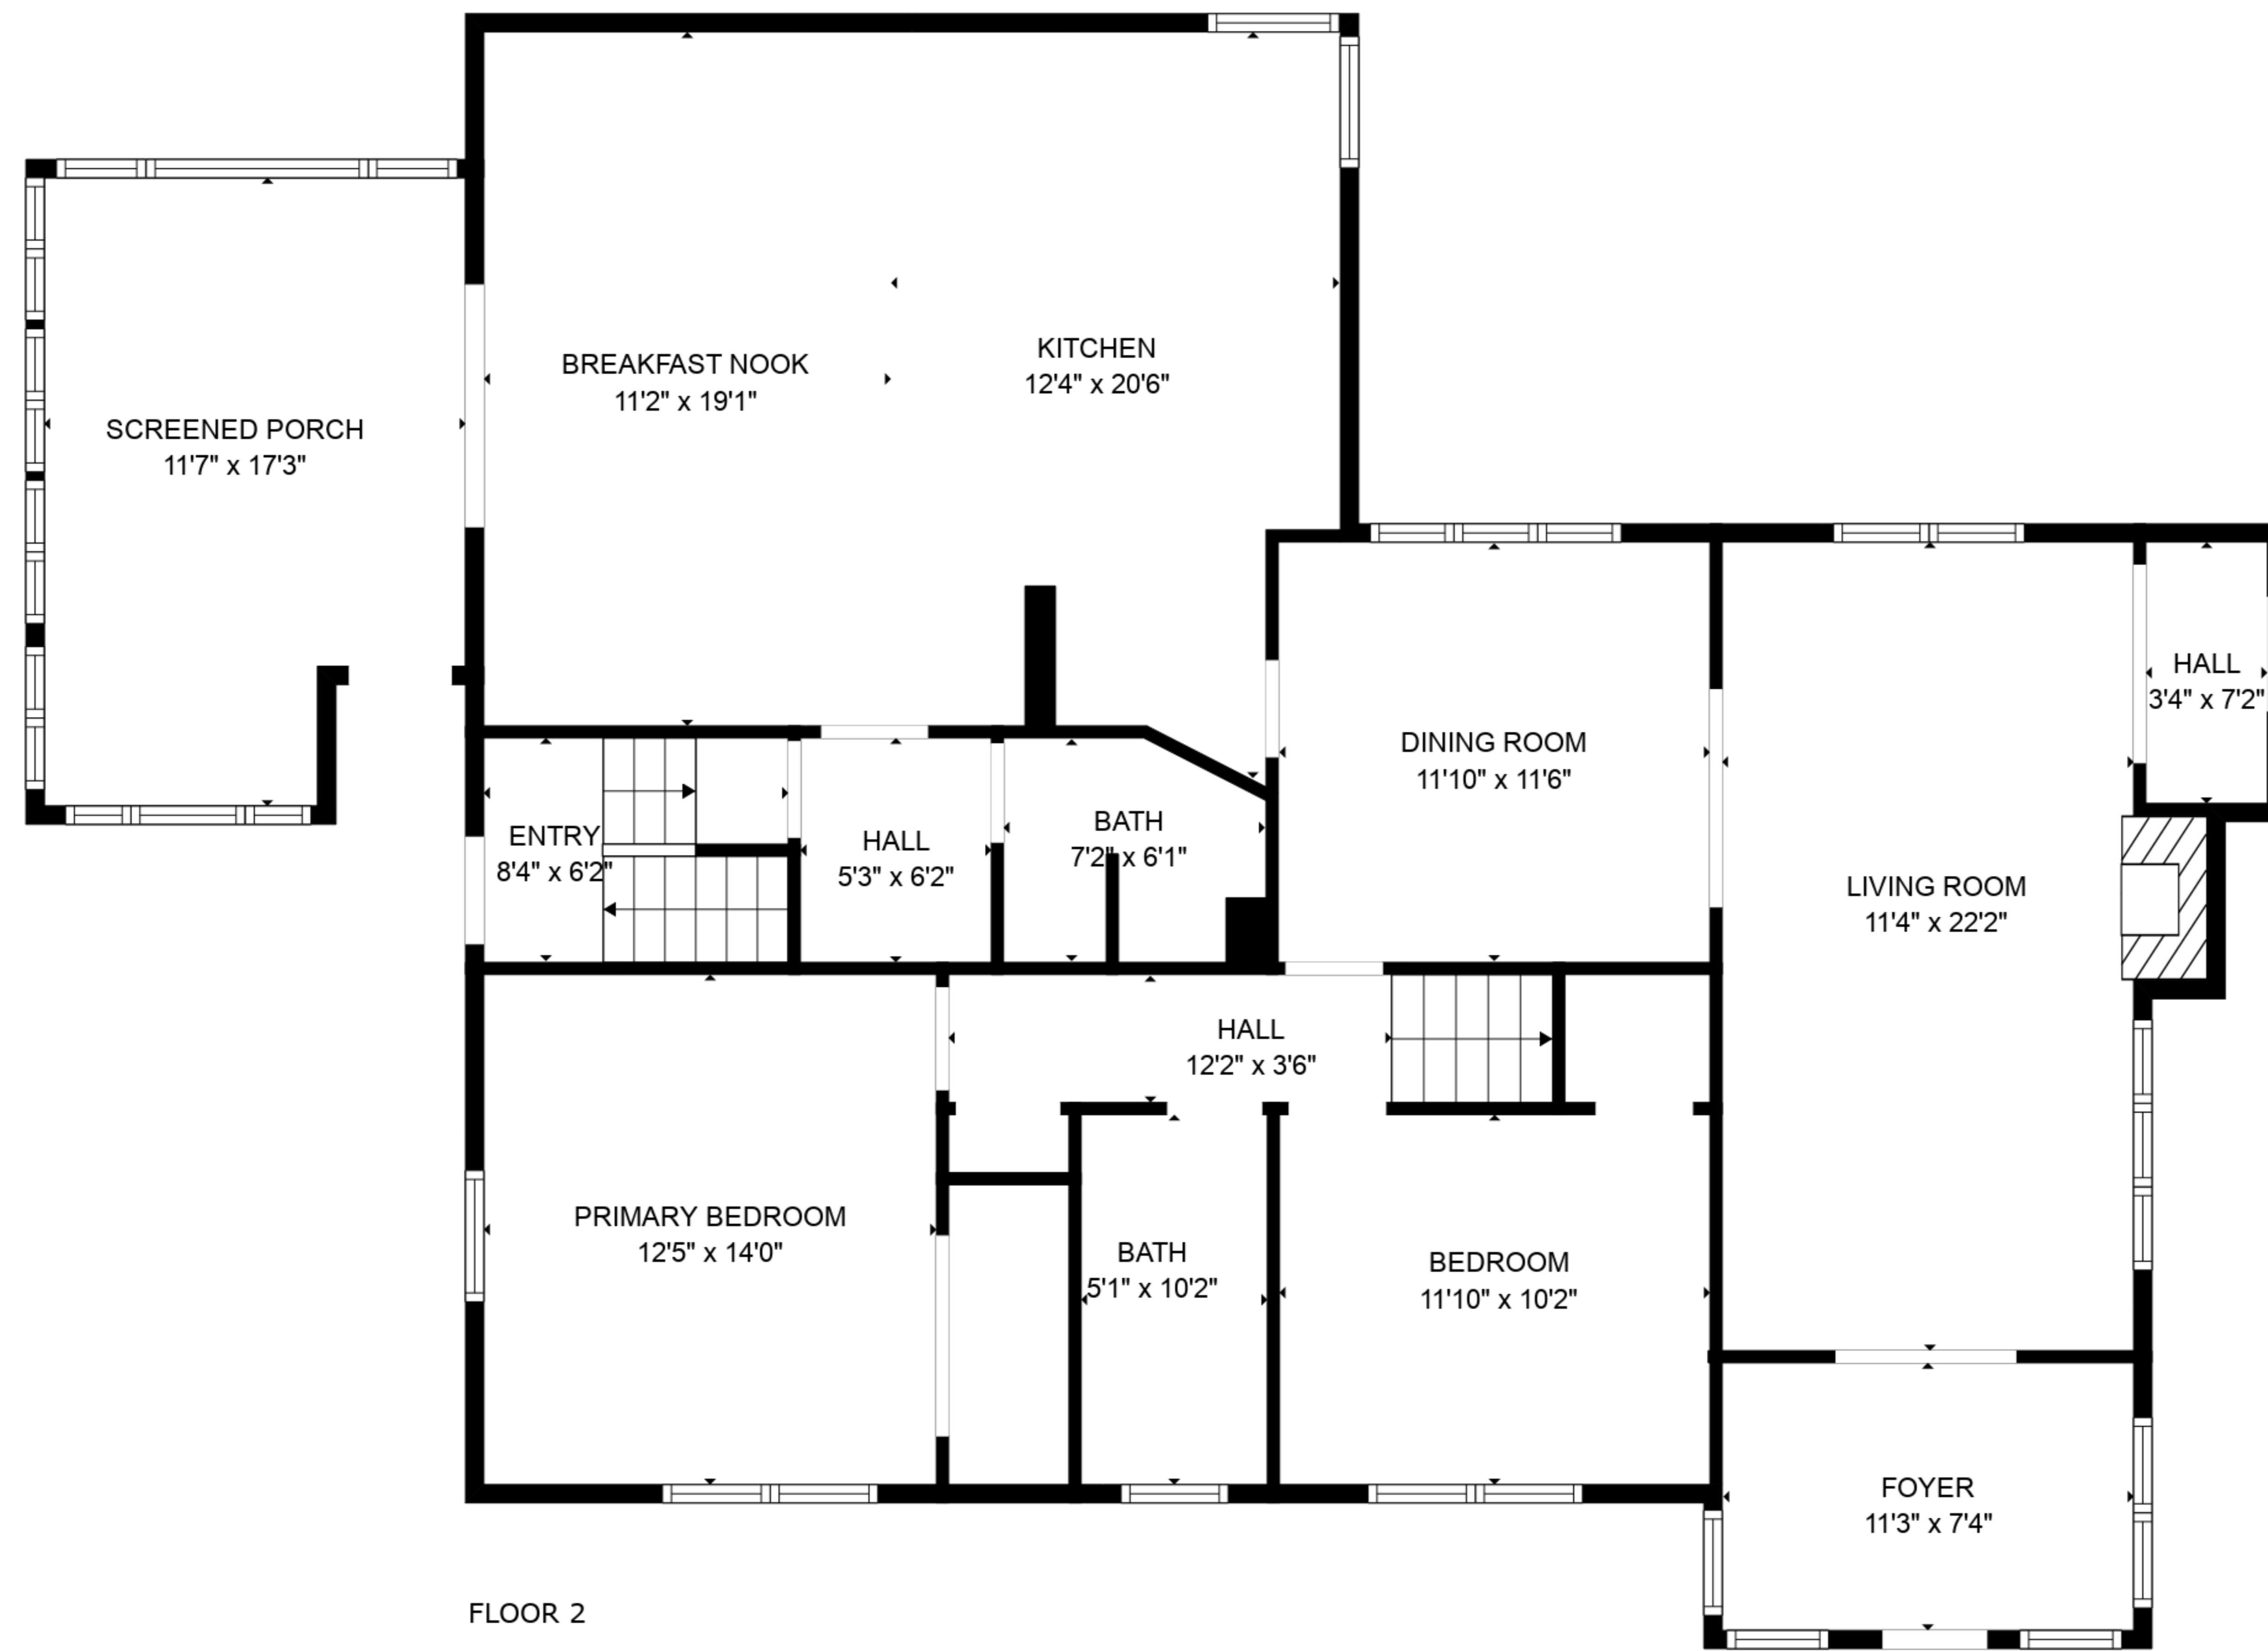 BREAKFAST NOOK
11'2" x 19'1"
KITCHEN
12'4" x 20'6"
SCREENED PORCH
11'7" x 17'3"
HALL
3'4" x 7'2"
DINING ROOM
11'10" x 11'6"
ENTRY
8'4" x 6'2"
HALL
5'3" x 6'2"
BATH
7'2" x 6'1"
LIVING ROOM
11'4" x 22'2"
HALL
12'2" x 3'6"
PRIMARY BEDROOM
12'5" x 14'0"
BATH
5'1" x 10'2"
BEDROOM
11'10" x 10'2"
FOYER
11'3" x 7'4"
FLOOR 2